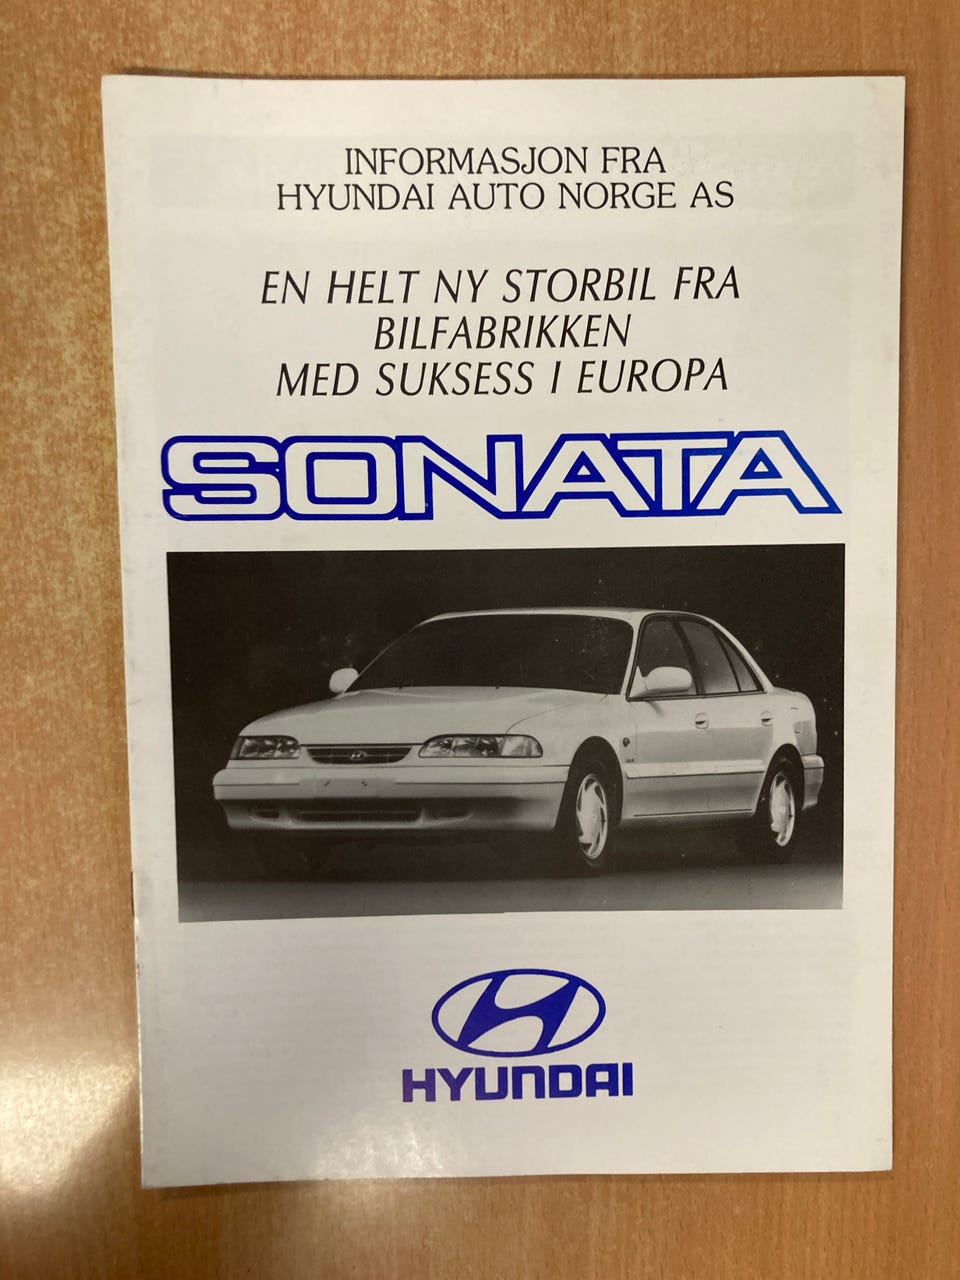 INFORMASJON FRA
HYUNDAI AUTO NORGE AS
EN HELT NY STORBIL FRA
BILFABRIKKEN
MED SUKSESS I EUROPA
SONATA
HYUNDAI